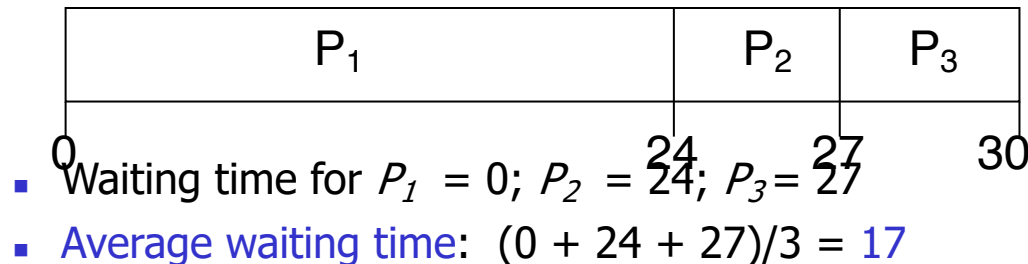 P₁ P₂ P₃
0 24 27 30
▪ Waiting time for P₁ = 0; P₂ = 24; P₃ = 27
▪ Average waiting time: (0 + 24 + 27)/3 = 17